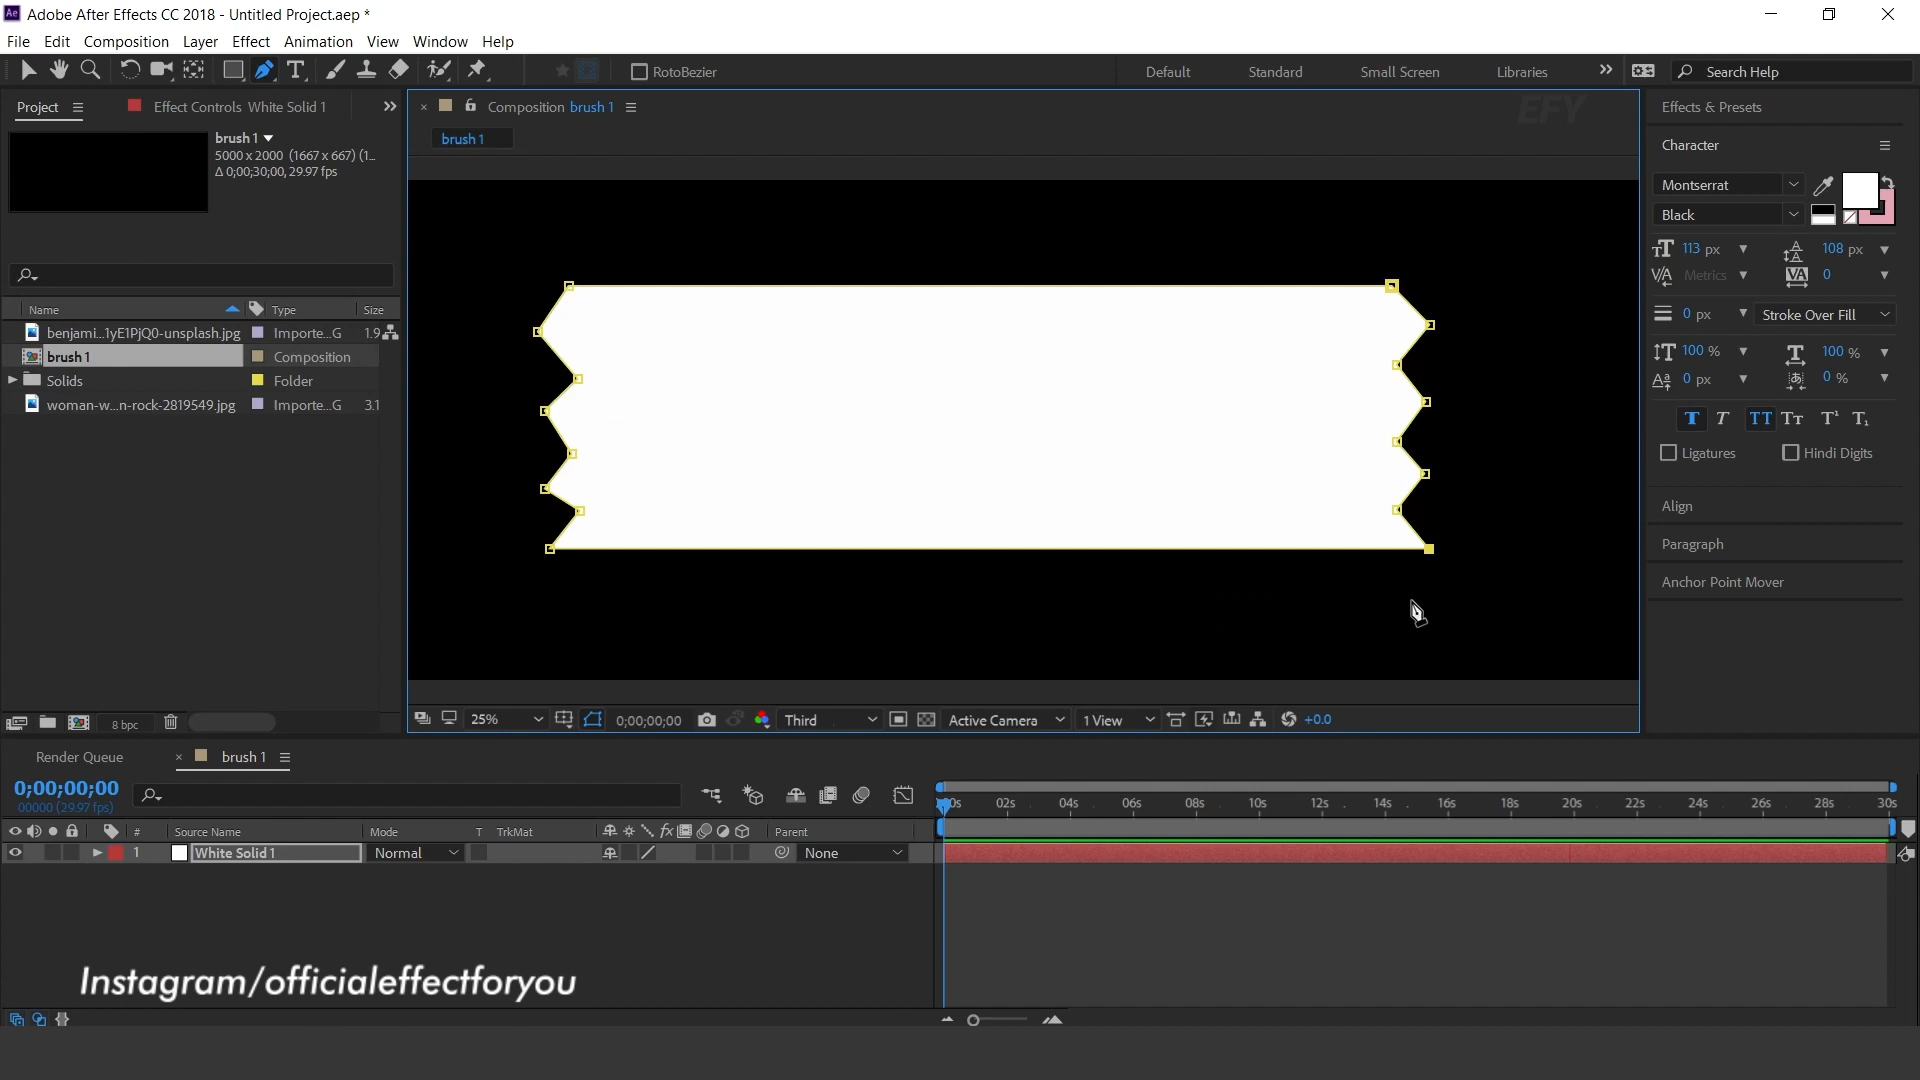 Adobe After Effects CC 2018 - Untitled Project.aep *
File Edit Composition Layer Effect Animation View Window Help
RotoBezier
Default Standard Small Screen Libraries Search Help
Project Effect Controls White Solid 1
Composition brush 1
EFY
Effects & Presets
brush 1
brush 1
5000 x 2000 (1667 x 667) (1...
Δ 0;00;30;00, 29.97 fps
Character
Montserrat
Black
113 px 108 px
Metrics 0
0 px Stroke Over Fill
100 % 100 %
0 px 0 %
Ligatures Hindi Digits
Align
Paragraph
Anchor Point Mover
Name Type Size
benjami...1yE1PjQ0-unsplash.jpg Importe...G 1.9
brush 1 Composition
Solids Folder
woman-w...n-rock-2819549.jpg Importe...G 3.1
8 bpc
25% 0;00;00;00 Third Active Camera 1 View +0.0
Render Queue brush 1
0;00;00;00
00000 (29.97 fps)
0s 02s 04s 06s 08s 10s 12s 14s 16s 18s 20s 22s 24s 26s 28s 30s
# Source Name Mode T TrkMat Parent
1 White Solid 1 Normal None
Instagram/officialeffectforyou